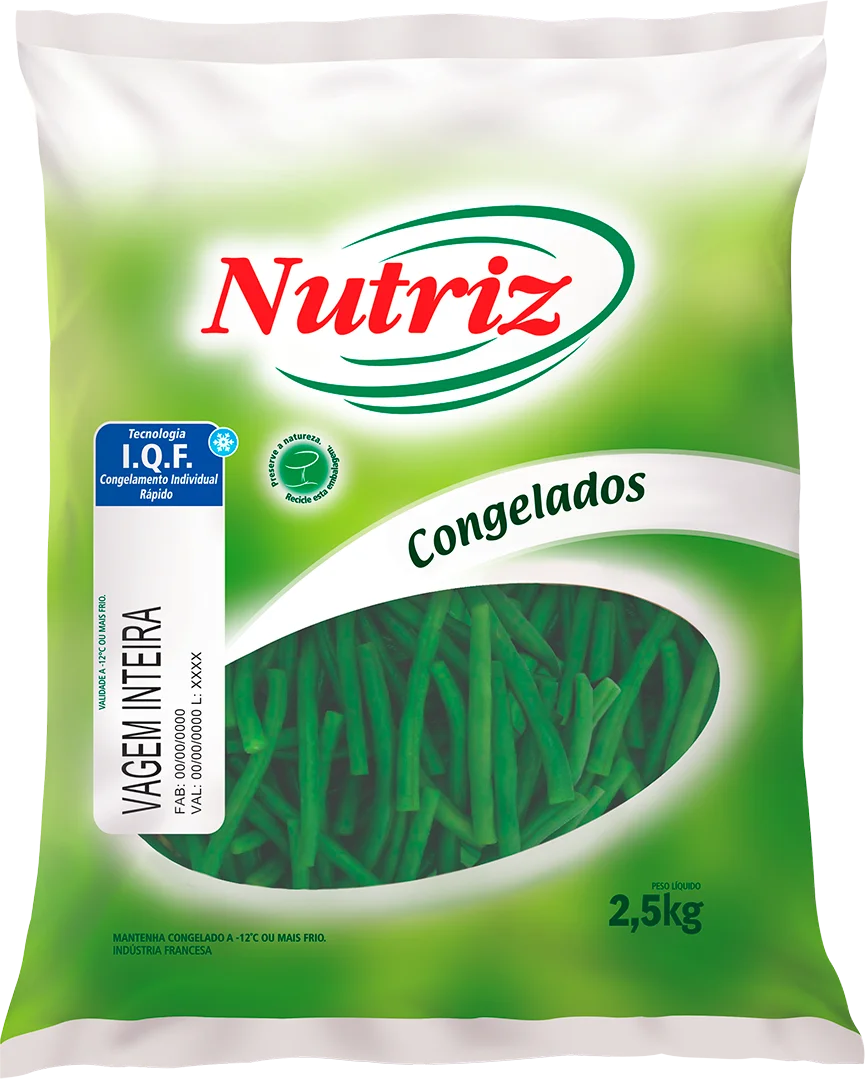 Nutriz
Tecnologia
I.Q.F.
Congelamento Individual
Rápido
Preserve a natureza.
Recicle esta embalagem.
Congelados
VALIDADE A -12°C OU MAIS FRIO.
VAGEM INTEIRA
FAB: 00/00/0000
VAL: 00/00/0000 L: XXXX
PESO LÍQUIDO
2,5kg
MANTENHA CONGELADO A -12°C OU MAIS FRIO.
INDÚSTRIA FRANCESA